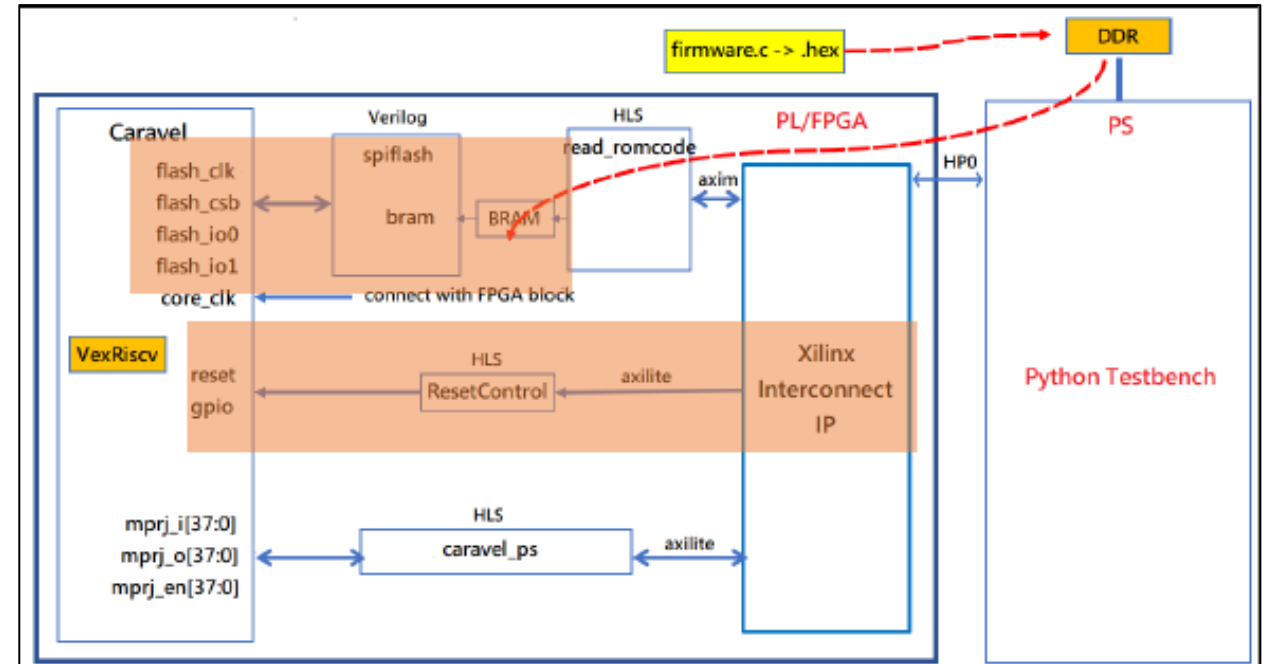 DDR
firmware.c -> .hex
Caravel
Verilog
HLS
PL/FPGA
PS
flash_clk
flash_csb
flash_io0
flash_io1
core_clk
spiflash
bram
BRAM
read_romcode
axim
HP0
connect with FPGA block
VexRiscv
reset
gpio
HLS
ResetControl
axilite
Xilinx
Interconnect
IP
Python Testbench
mprj_i[37:0]
mprj_o[37:0]
mprj_en[37:0]
HLS
caravel_ps
axilite